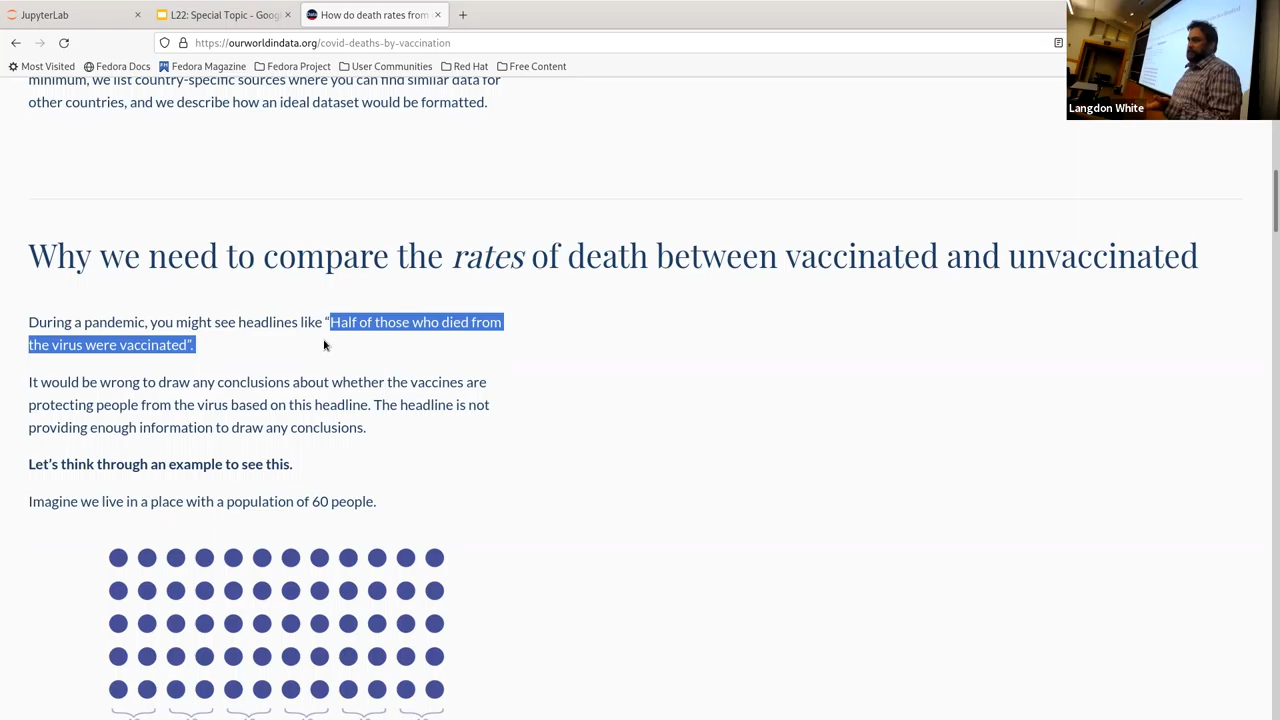 JupyterLab
L22: Special Topic - Goog
How do death rates from
https://ourworldindata.org/covid-deaths-by-vaccination
Most Visited
Fedora Docs
Fedora Magazine
Fedora Project
User Communities
Red Hat
Free Content
Langdon White
minimum, we list country-specific sources where you can find similar data for
other countries, and we describe how an ideal dataset would be formatted.
Why we need to compare the rates of death between vaccinated and unvaccinated
During a pandemic, you might see headlines like “Half of those who died from
the virus were vaccinated”.
It would be wrong to draw any conclusions about whether the vaccines are
protecting people from the virus based on this headline. The headline is not
providing enough information to draw any conclusions.
Let’s think through an example to see this.
Imagine we live in a place with a population of 60 people.